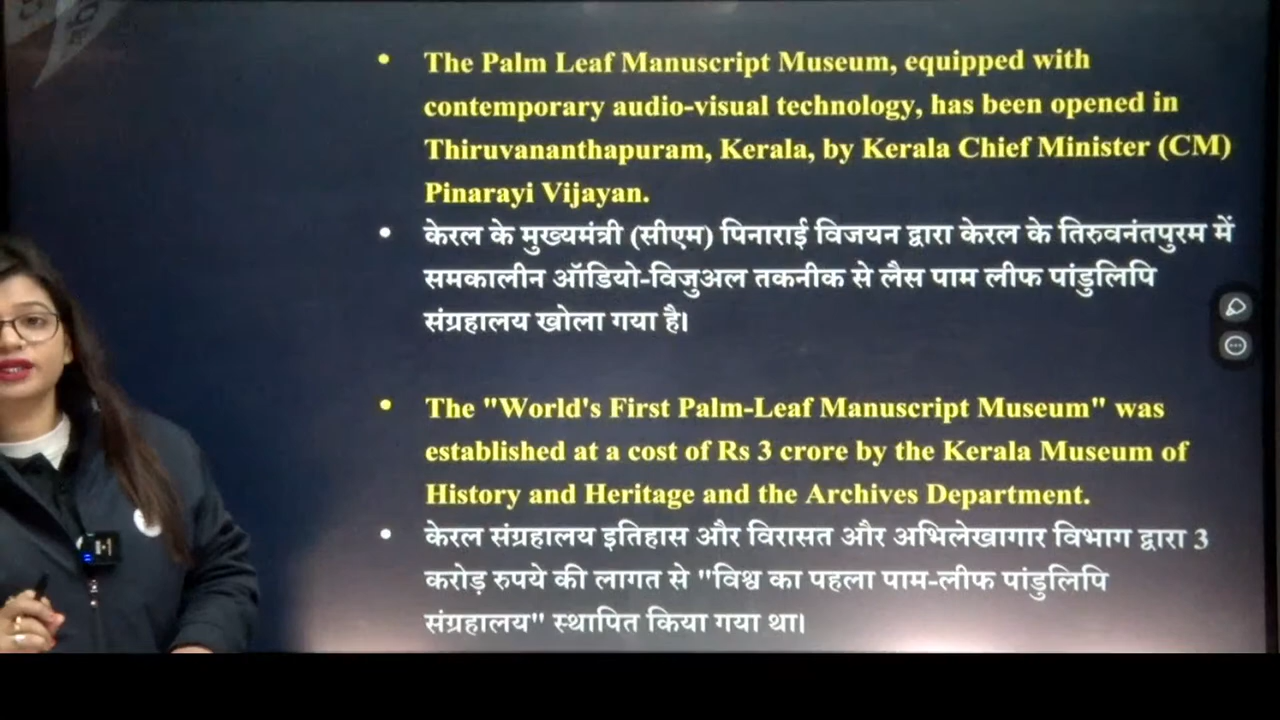 The Palm Leaf Manuscript Museum, equipped with
contemporary audio-visual technology, has been opened in
Thiruvananthapuram, Kerala, by Kerala Chief Minister (CM)
Pinarayi Vijayan.
केरल के मुख्यमंत्री (सीएम) पिनाराई विजयन द्वारा केरल के तिरुवनंतपुरम में
समकालीन ऑडियो-विजुअल तकनीक से लैस पाम लीफ पांडुलिपि
संग्रहालय खोला गया है।
The "World's First Palm-Leaf Manuscript Museum" was
established at a cost of Rs 3 crore by the Kerala Museum of
History and Heritage and the Archives Department.
केरल संग्रहालय इतिहास और विरासत और अभिलेखागार विभाग द्वारा 3
करोड़ रुपये की लागत से "विश्व का पहला पाम-लीफ पांडुलिपि
संग्रहालय" स्थापित किया गया था।